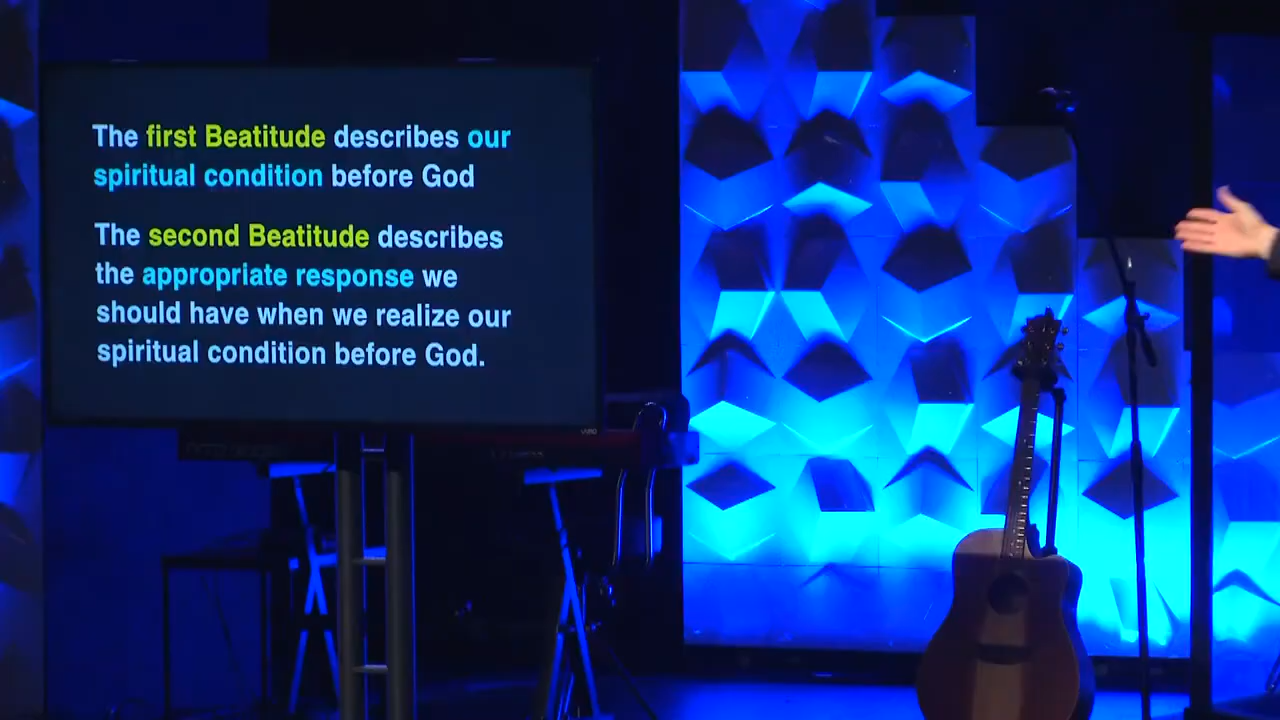 The first Beatitude describes our
spiritual condition before God
The second Beatitude describes
the appropriate response we
should have when we realize our
spiritual condition before God.